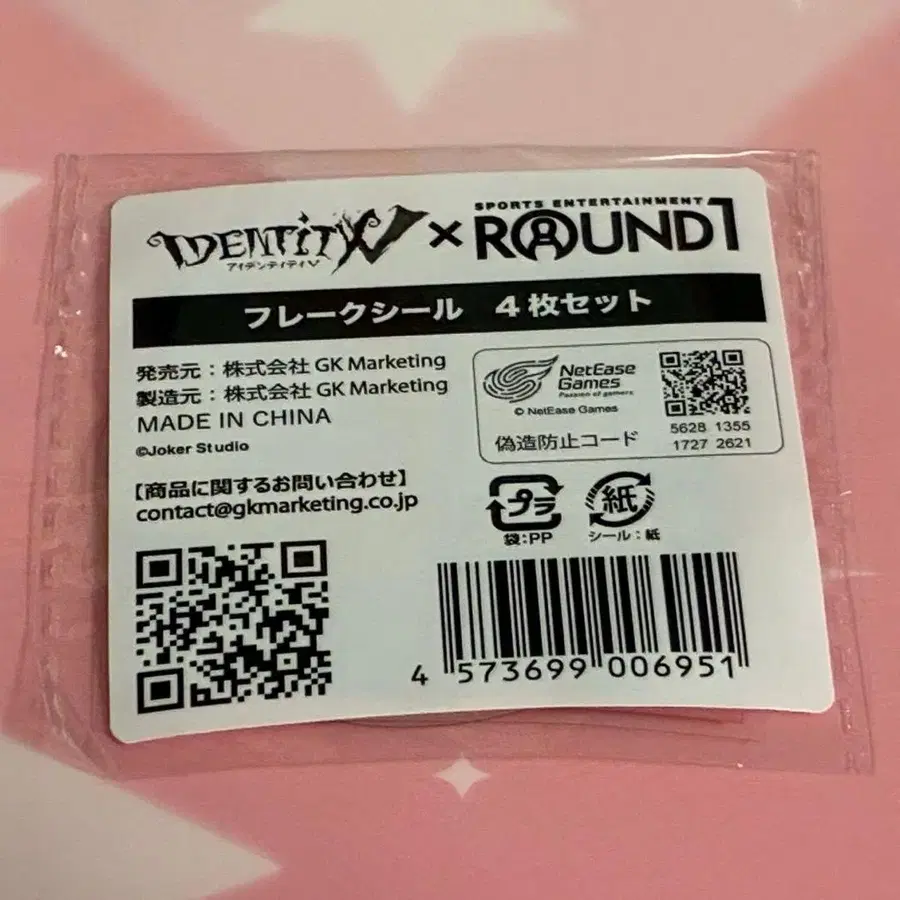 IDENTITY V × SPORTS ENTERTAINMENT ROUND1
アイデンティティV
フレークシール 4枚セット
発売元：株式会社 GK Marketing
製造元：株式会社 GK Marketing
MADE IN CHINA
©Joker Studio
NetEase Games
Passion of gamers
© NetEase Games
偽造防止コード
5628 1355
1727 2621
【商品に関するお問い合わせ】
contact@gkmarketing.co.jp
プラ
袋：PP
紙
シール：紙
4 573699 006951